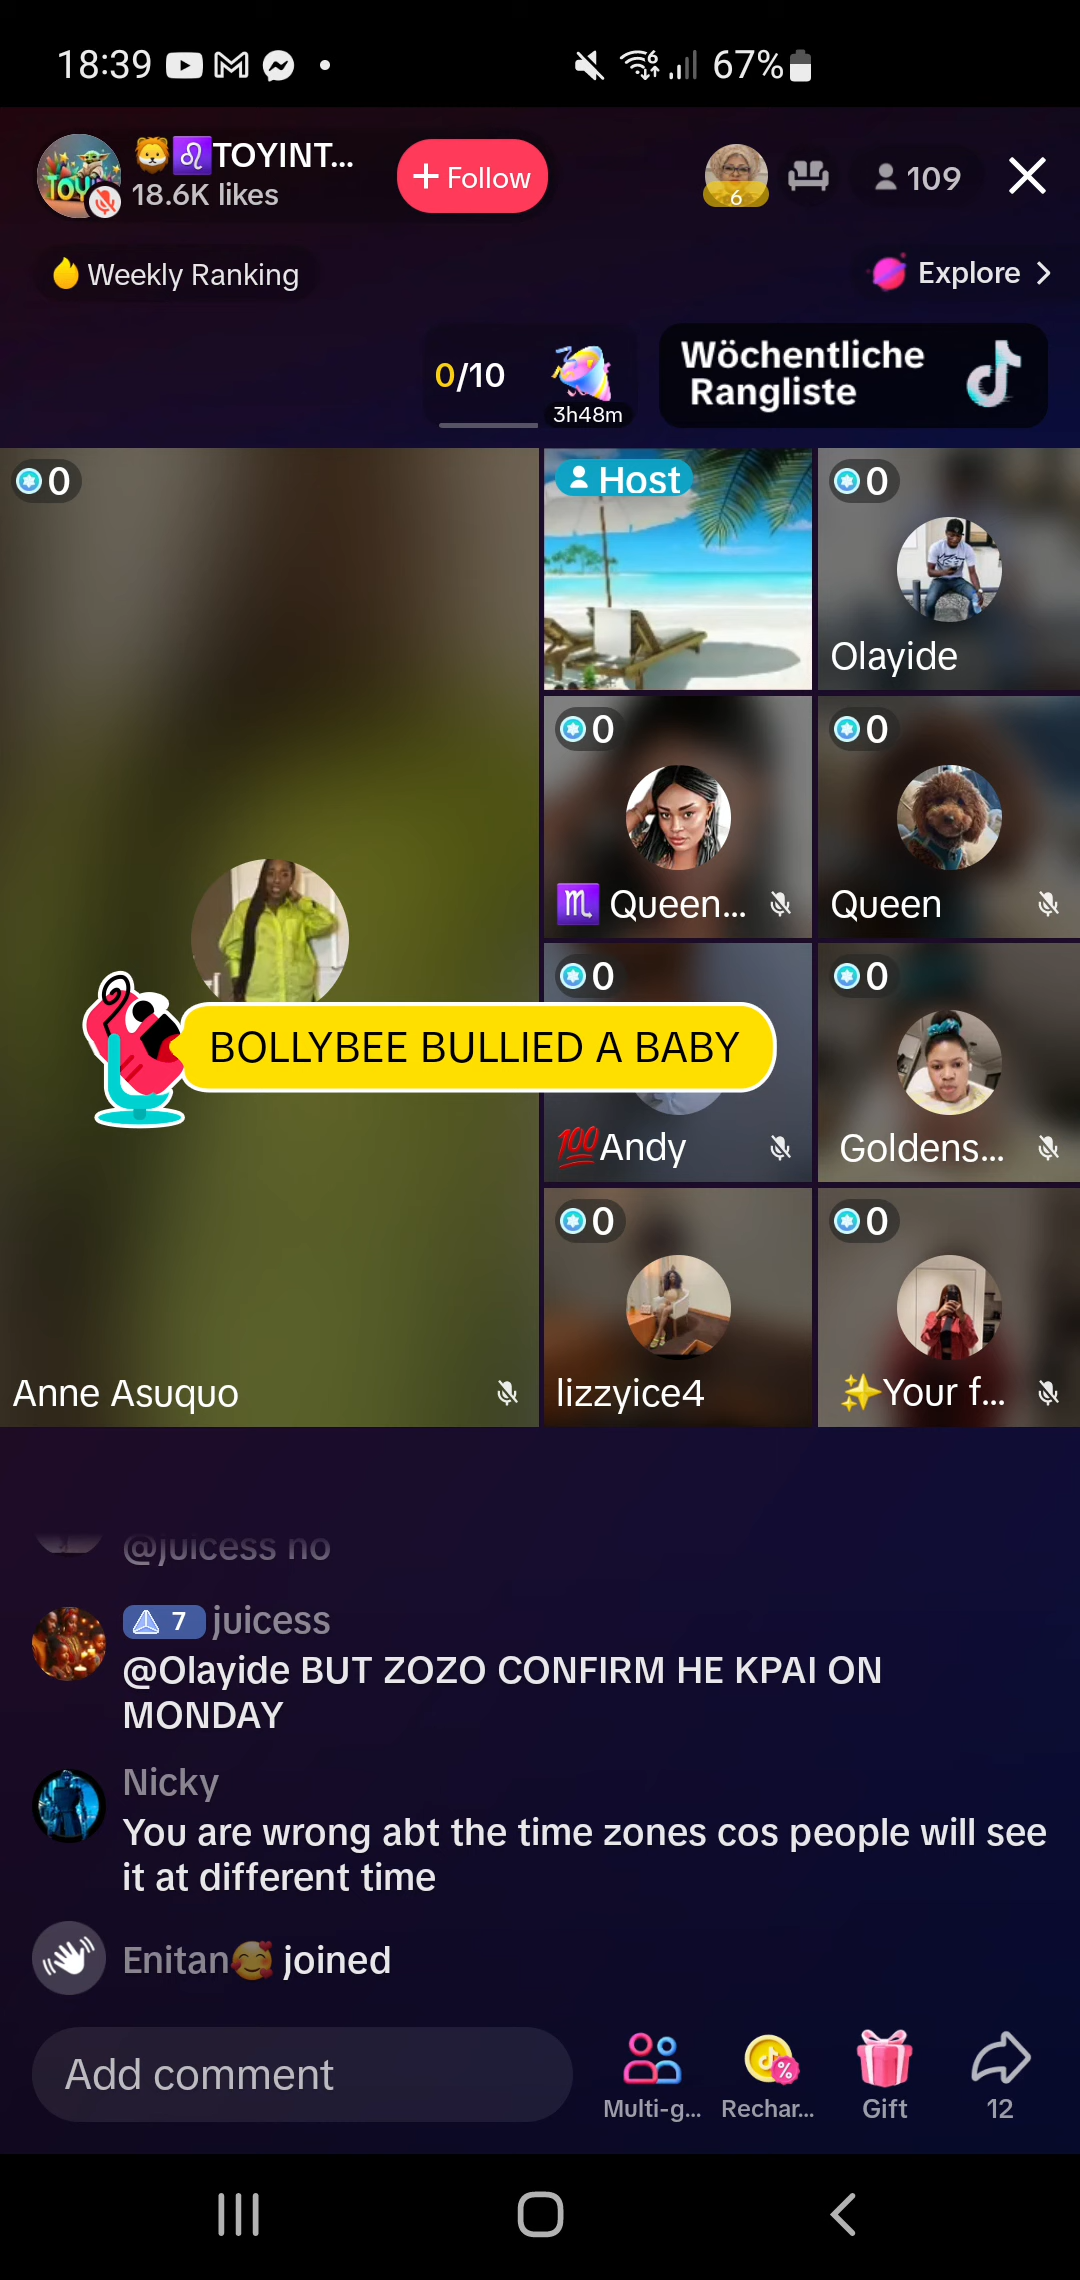 18:39
67%
🦁♌TOYINT...
18.6K likes
+ Follow
6
109
Weekly Ranking
Explore >
0/10
3h48m
Wöchentliche
Rangliste
0
Host
0
Olayide
0
♏ Queen...
0
Queen
0
💯Andy
0
Goldens...
BOLLYBEE BULLIED A BABY
Anne Asuquo
0
lizzyice4
0
✨Your f...
@juicess no
7 juicess
@Olayide BUT ZOZO CONFIRM HE KPAI ON
MONDAY
Nicky
You are wrong abt the time zones cos people will see
it at different time
Enitan🥰 joined
Add comment
Multi-g...
Rechar...
Gift
12